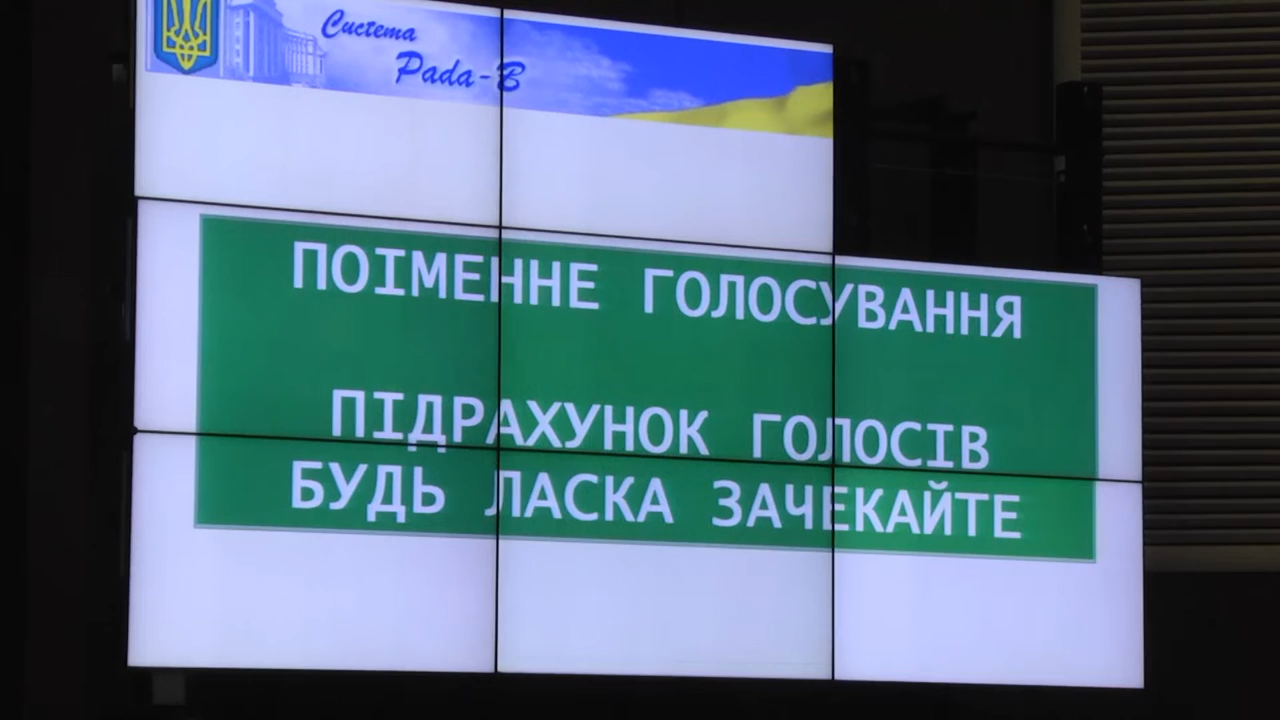 Система
Рада-В
ПОІМЕННЕ ГОЛОСУВАННЯ
ПІДРАХУНОК ГОЛОСІВ
БУДЬ ЛАСКА ЗАЧЕКАЙТЕ